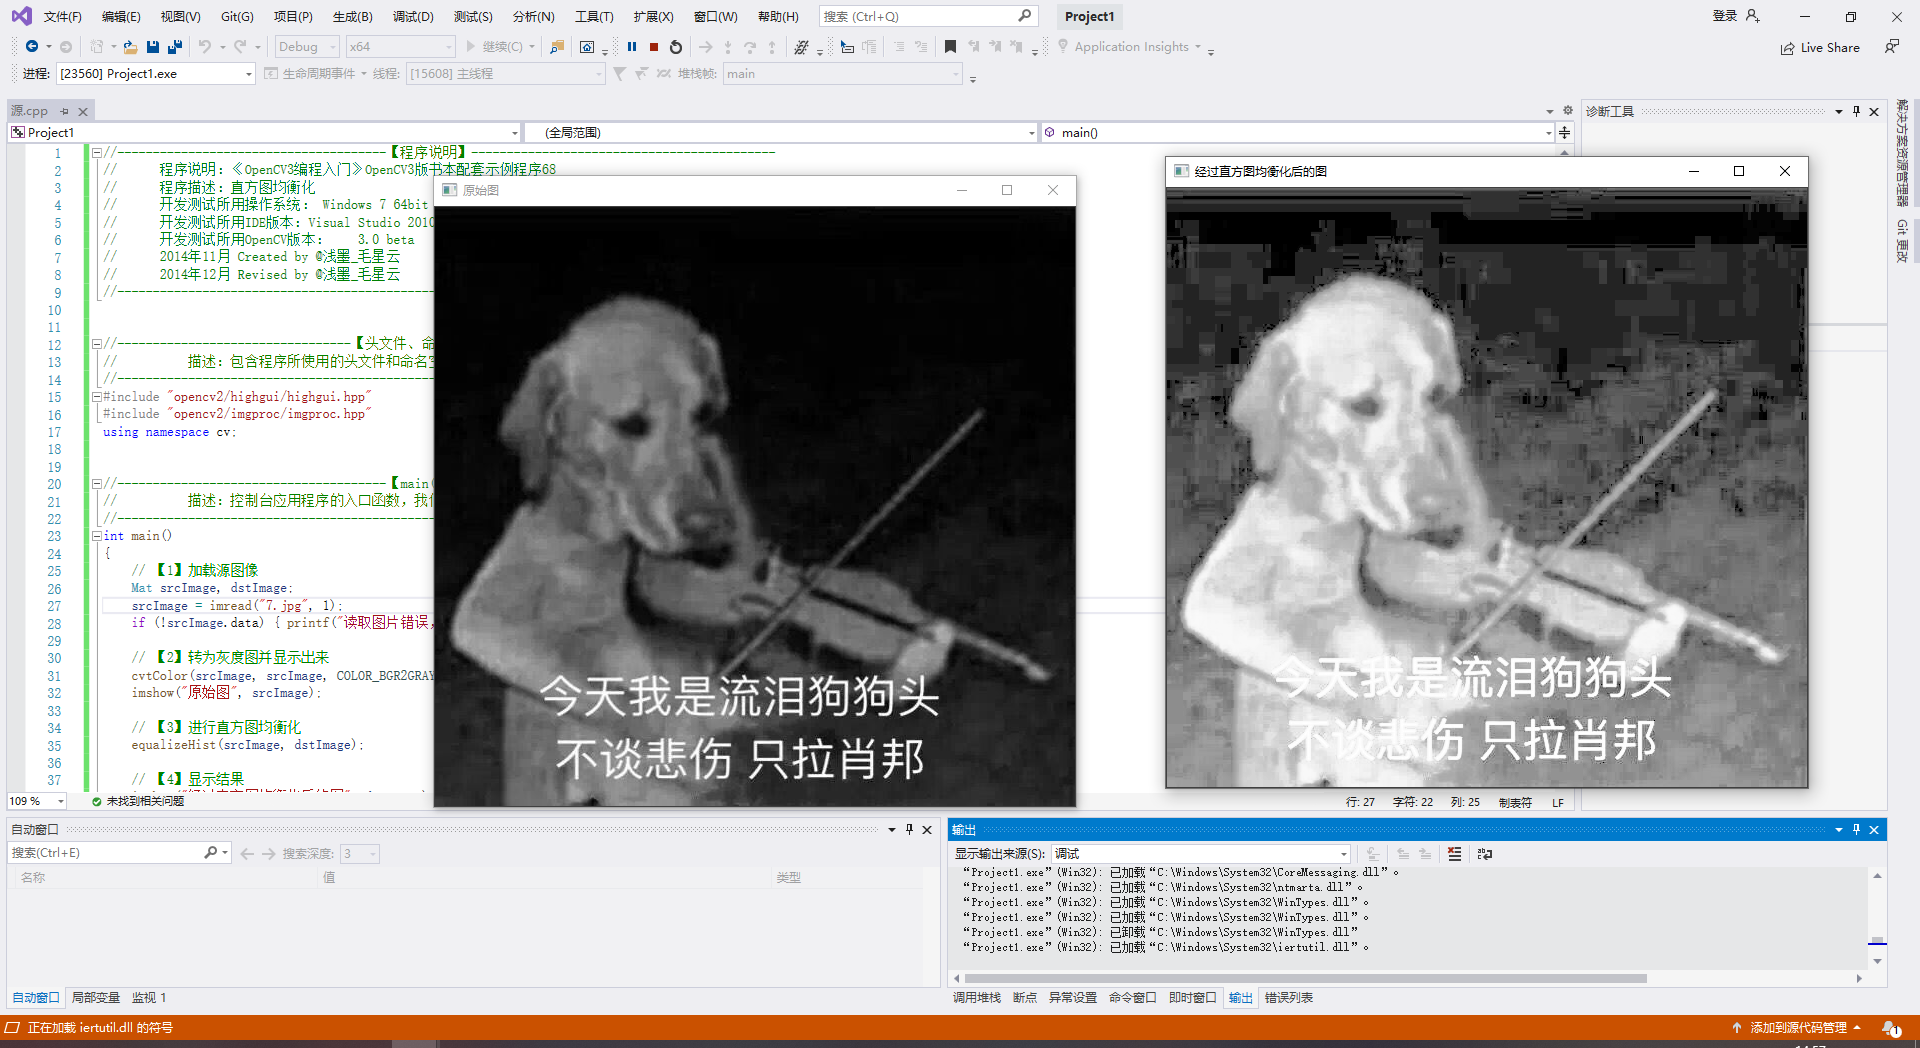 文件(F) 编辑(E) 视图(V) Git(G) 项目(P) 生成(B) 调试(D) 测试(S) 分析(N) 工具(T) 扩展(X) 窗口(W) 帮助(H) 搜索 (Ctrl+Q) Project1 登录
Debug x64 继续(C) Application Insights Live Share
进程: [23560] Project1.exe 生命周期事件 线程: [15608] 主线程 堆栈帧: main
源.cpp
Project1 (全局范围) main()
诊断工具
解决方案资源管理器
Git 更改
1 //--------------------------------------【程序说明】-------------------------------------------
2 // 程序说明：《OpenCV3编程入门》OpenCV3版书本配套示例程序68
3 // 程序描述：直方图均衡化
4 // 开发测试所用操作系统： Windows 7 64bit
5 // 开发测试所用IDE版本：Visual Studio 2010
6 // 开发测试所用OpenCV版本： 3.0 beta
7 // 2014年11月 Created by @浅墨_毛星云
8 // 2014年12月 Revised by @浅墨_毛星云
9 //---------------------------------------------
10
11
12 //---------------------------------【头文件、命
13 // 描述：包含程序所使用的头文件和命名空
14 //---------------------------------------------
15 #include "opencv2/highgui/highgui.hpp"
16 #include "opencv2/imgproc/imgproc.hpp"
17 using namespace cv;
18
19
20 //--------------------------------------【main(
21 // 描述：控制台应用程序的入口函数，我们
22 //---------------------------------------------
23 int main()
24 {
25 // 【1】加载源图像
26 Mat srcImage, dstImage;
27 srcImage = imread("7.jpg", 1);
28 if (!srcImage.data) { printf("读取图片错误，
29
30 // 【2】转为灰度图并显示出来
31 cvtColor(srcImage, srcImage, COLOR_BGR2GRAY
32 imshow("原始图", srcImage);
33
34 // 【3】进行直方图均衡化
35 equalizeHist(srcImage, dstImage);
36
37 // 【4】显示结果
原始图
今天我是流泪狗狗头
不谈悲伤 只拉肖邦
经过直方图均衡化后的图
今天我是流泪狗狗头
不谈悲伤 只拉肖邦
109 % 未找到相关问题 行: 27 字符: 22 列: 25 制表符 LF
自动窗口
搜索(Ctrl+E) 搜索深度: 3
名称 值 类型
自动窗口 局部变量 监视 1
输出
显示输出来源(S): 调试
“Project1.exe”(Win32): 已加载“C:\Windows\System32\CoreMessaging.dll”。
“Project1.exe”(Win32): 已加载“C:\Windows\System32\ntmarta.dll”。
“Project1.exe”(Win32): 已加载“C:\Windows\System32\WinTypes.dll”。
“Project1.exe”(Win32): 已加载“C:\Windows\System32\WinTypes.dll”。
“Project1.exe”(Win32): 已卸载“C:\Windows\System32\WinTypes.dll”
“Project1.exe”(Win32): 已加载“C:\Windows\System32\iertutil.dll”。
调用堆栈 断点 异常设置 命令窗口 即时窗口 输出 错误列表
正在加载 iertutil.dll 的符号 添加到源代码管理 1